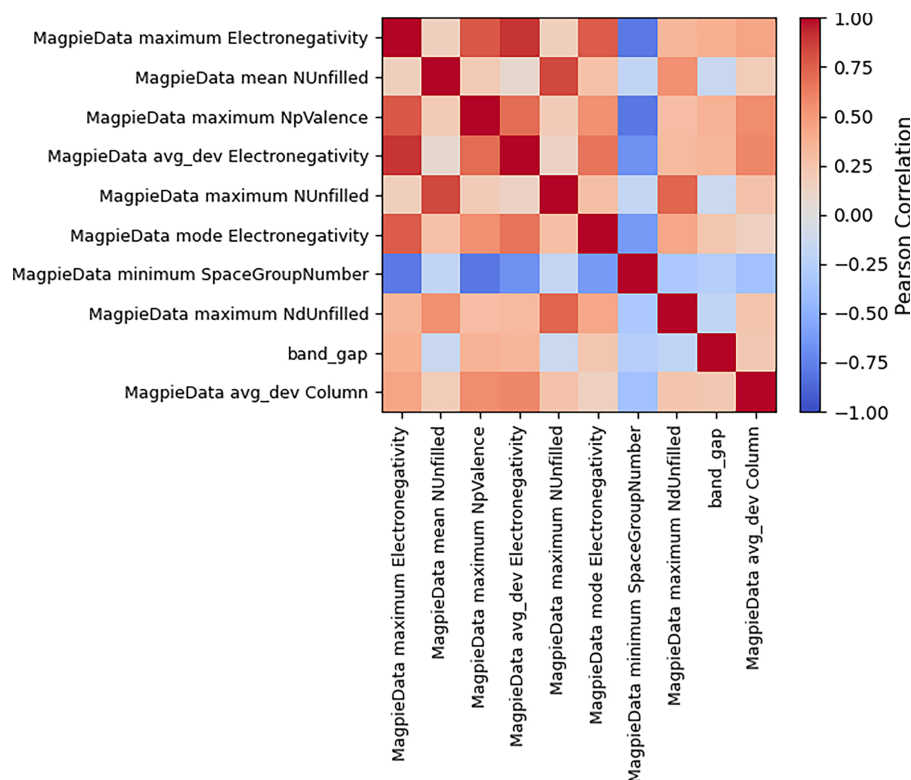 MagpieData maximum Electronegativity
MagpieData mean NUnfilled
MagpieData maximum NpValence
MagpieData avg_dev Electronegativity
MagpieData maximum NUnfilled
MagpieData mode Electronegativity
MagpieData minimum SpaceGroupNumber
MagpieData maximum NdUnfilled
band_gap
MagpieData avg_dev Column
MagpieData maximum Electronegativity
MagpieData mean NUnfilled
MagpieData maximum NpValence
MagpieData avg_dev Electronegativity
MagpieData maximum NUnfilled
MagpieData mode Electronegativity
MagpieData minimum SpaceGroupNumber
MagpieData maximum NdUnfilled
band_gap
MagpieData avg_dev Column
1.00
0.75
0.50
0.25
0.00
−0.25
−0.50
−0.75
−1.00
Pearson Correlation